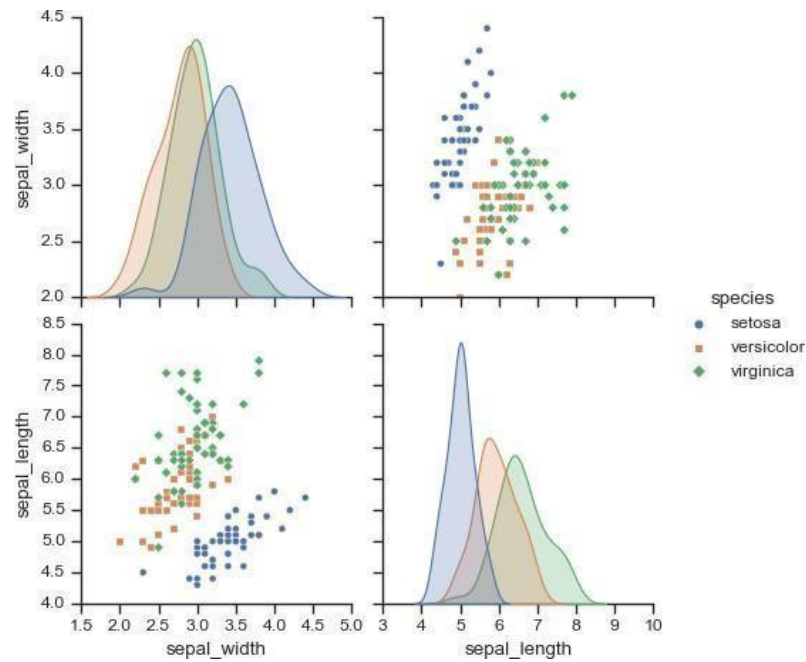 4.5
4.0
3.5
3.0
2.5
2.0
sepal_width
species
setosa
versicolor
virginica
8.5
8.0
7.5
7.0
6.5
6.0
5.5
5.0
4.5
4.0
sepal_length
1.5 2.0 2.5 3.0 3.5 4.0 4.5 5.0
sepal_width
3 4 5 6 7 8 9 10
sepal_length